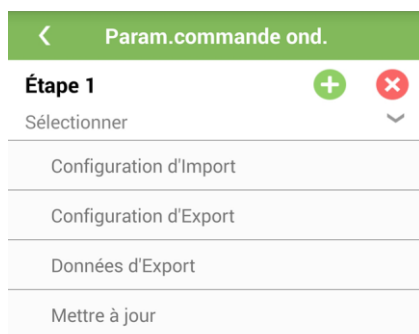 Param.commande ond.
Étape 1
Sélectionner
Configuration d'Import
Configuration d'Export
Données d'Export
Mettre à jour